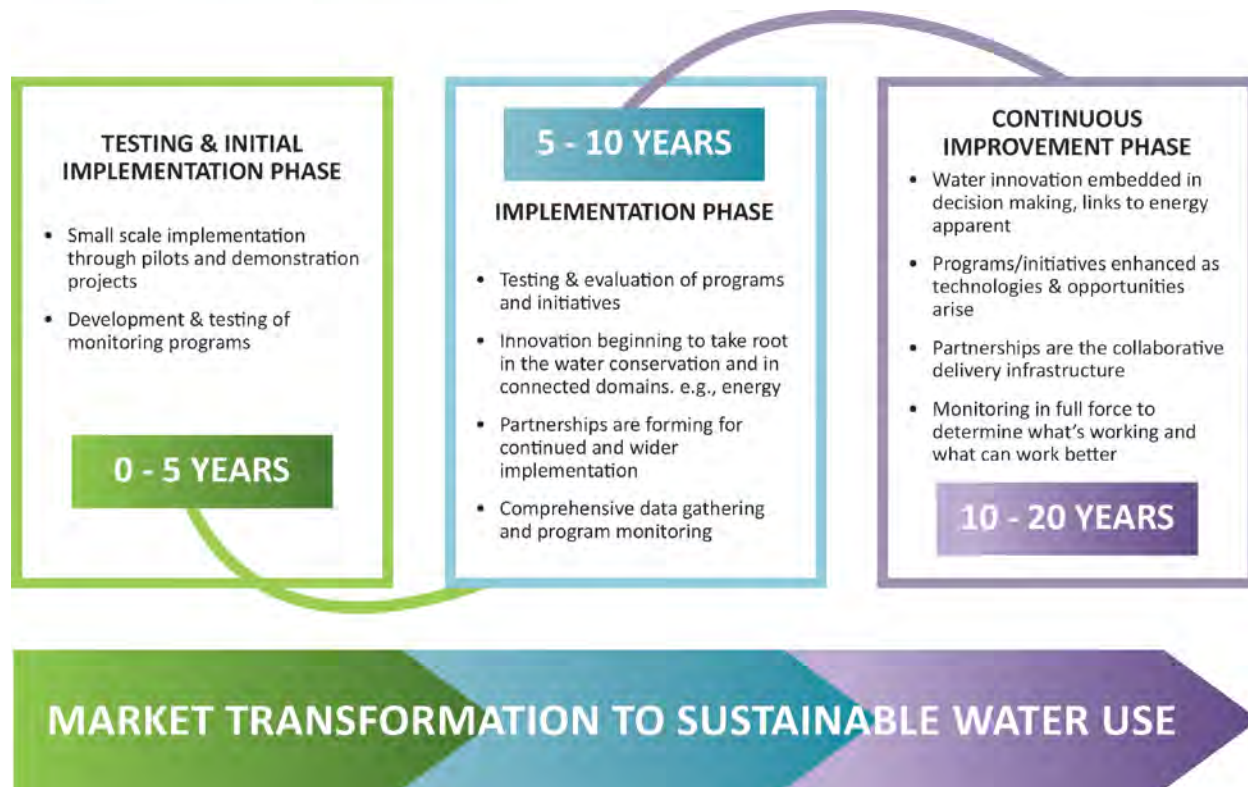 TESTING & INITIAL
IMPLEMENTATION PHASE
• Small scale implementation
through pilots and demonstration
projects
• Development & testing of
monitoring programs
0 - 5 YEARS
5 - 10 YEARS
IMPLEMENTATION PHASE
• Testing & evaluation of programs
and initiatives
• Innovation beginning to take root
in the water conservation and in
connected domains. e.g., energy
• Partnerships are forming for
continued and wider
implementation
• Comprehensive data gathering
and program monitoring
CONTINUOUS
IMPROVEMENT PHASE
• Water innovation embedded in
decision making, links to energy
apparent
• Programs/initiatives enhanced as
technologies & opportunities
arise
• Partnerships are the collaborative
delivery infrastructure
• Monitoring in full force to
determine what's working and
what can work better
10 - 20 YEARS
MARKET TRANSFORMATION TO SUSTAINABLE WATER USE